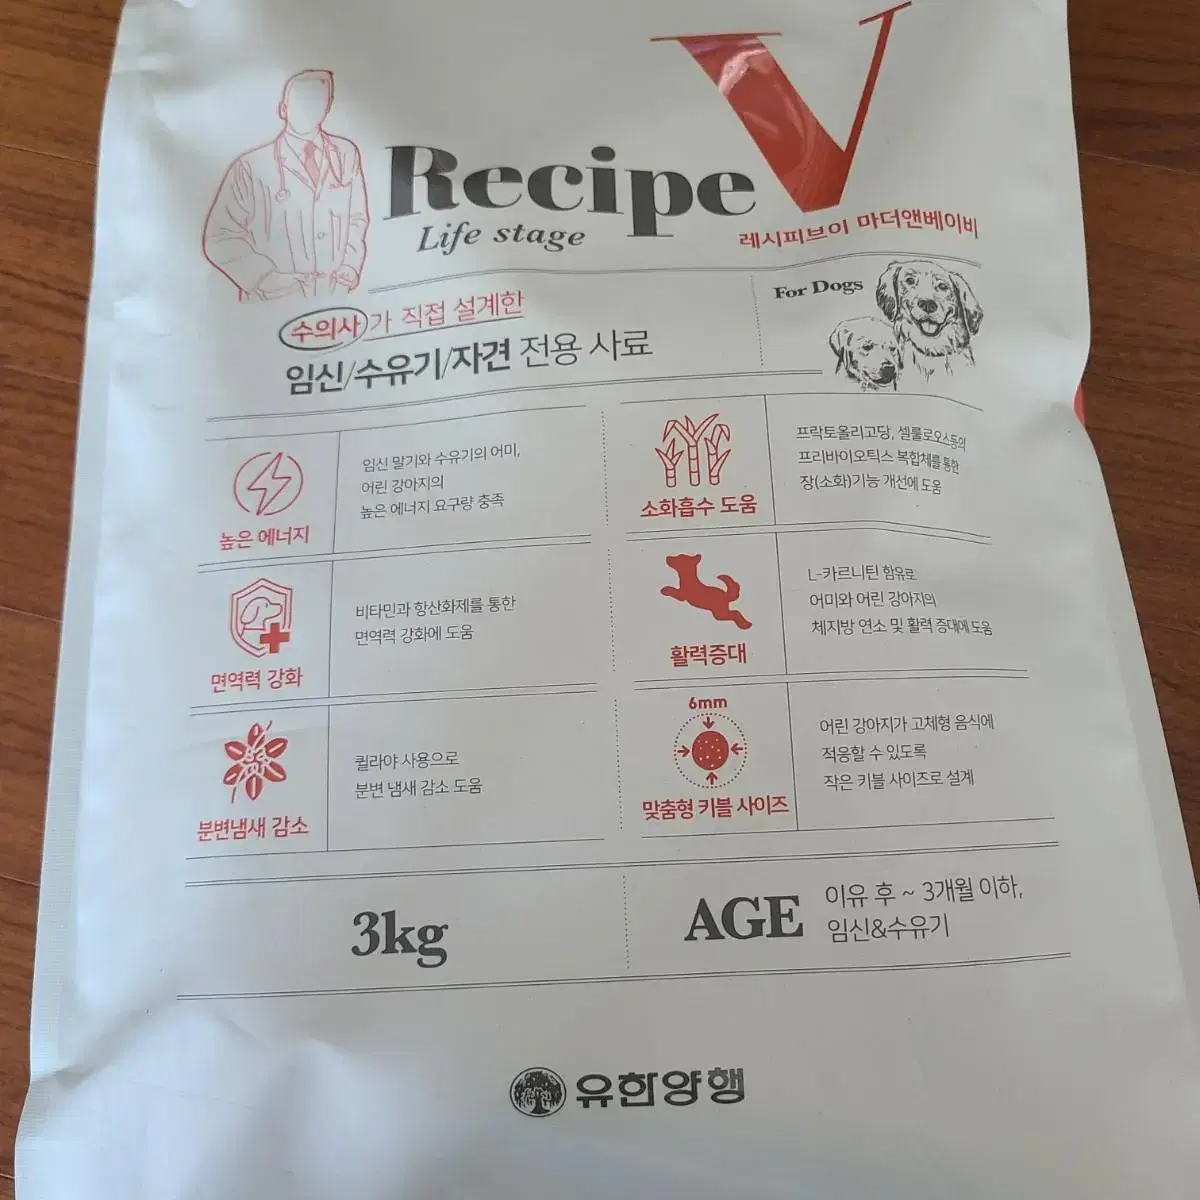 Recipe V
Life stage
레시피브이 마더앤베이비
수의사가 직접 설계한
임신/수유기/자견 전용 사료
For Dogs
높은 에너지
임신 말기와 수유기의 어미,
어린 강아지의
높은 에너지 요구량 충족
소화흡수 도움
프락토올리고당, 셀룰로오스등의
프리바이오틱스 복합체를 통한
장(소화)기능 개선에 도움
면역력 강화
비타민과 항산화제를 통한
면역력 강화에 도움
활력증대
L-카르니틴 함유로
어미와 어린 강아지의
체지방 연소 및 활력 증대에 도움
분변냄새 감소
퀼라야 사용으로
분변 냄새 감소 도움
6mm
맞춤형 키블 사이즈
어린 강아지가 고체형 음식에
적응할 수 있도록
작은 키블 사이즈로 설계
3kg
AGE
이유 후 ~ 3개월 이하,
임신&수유기
유한양행